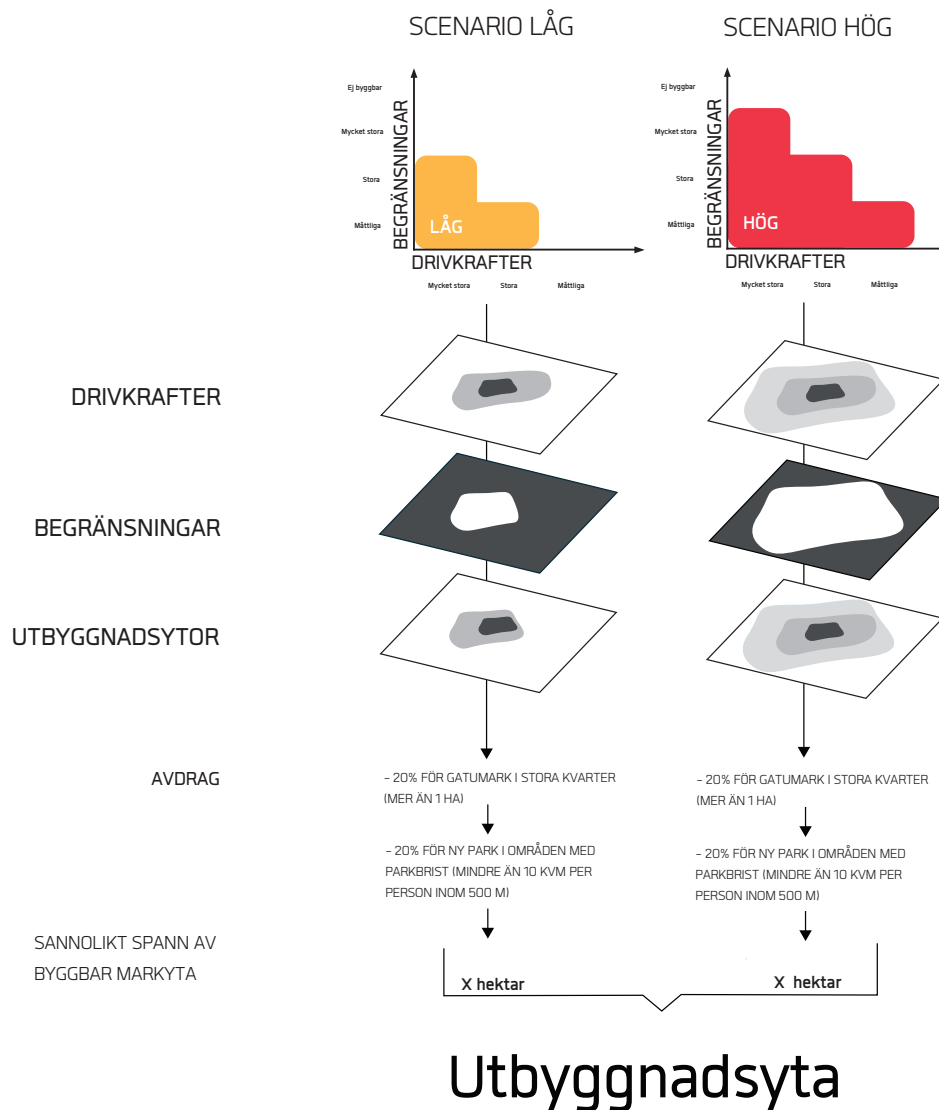 SCENARIO LÅG
SCENARIO HÖG
BEGRÄNSNINGAR
Ej byggbar
Mycket stora
Stora
Måttliga
LÅG
DRIVKRAFTER
Mycket stora
Stora
Måttliga
BEGRÄNSNINGAR
Ej byggbar
Mycket stora
Stora
Måttliga
HÖG
DRIVKRAFTER
Mycket stora
Stora
Måttliga
DRIVKRAFTER
BEGRÄNSNINGAR
UTBYGGNADSYTOR
AVDRAG
- 20% FÖR GATUMARK I STORA KVARTER
(MER ÄN 1 HA)
- 20% FÖR NY PARK I OMRÅDEN MED
PARKBRIST (MINDRE ÄN 10 KVM PER
PERSON INOM 500 M)
- 20% FÖR GATUMARK I STORA KVARTER
(MER ÄN 1 HA)
- 20% FÖR NY PARK I OMRÅDEN MED
PARKBRIST (MINDRE ÄN 10 KVM PER
PERSON INOM 500 M)
SANNOLIKT SPANN AV
BYGGBAR MARKYTA
X hektar
X hektar
Utbyggnadsyta